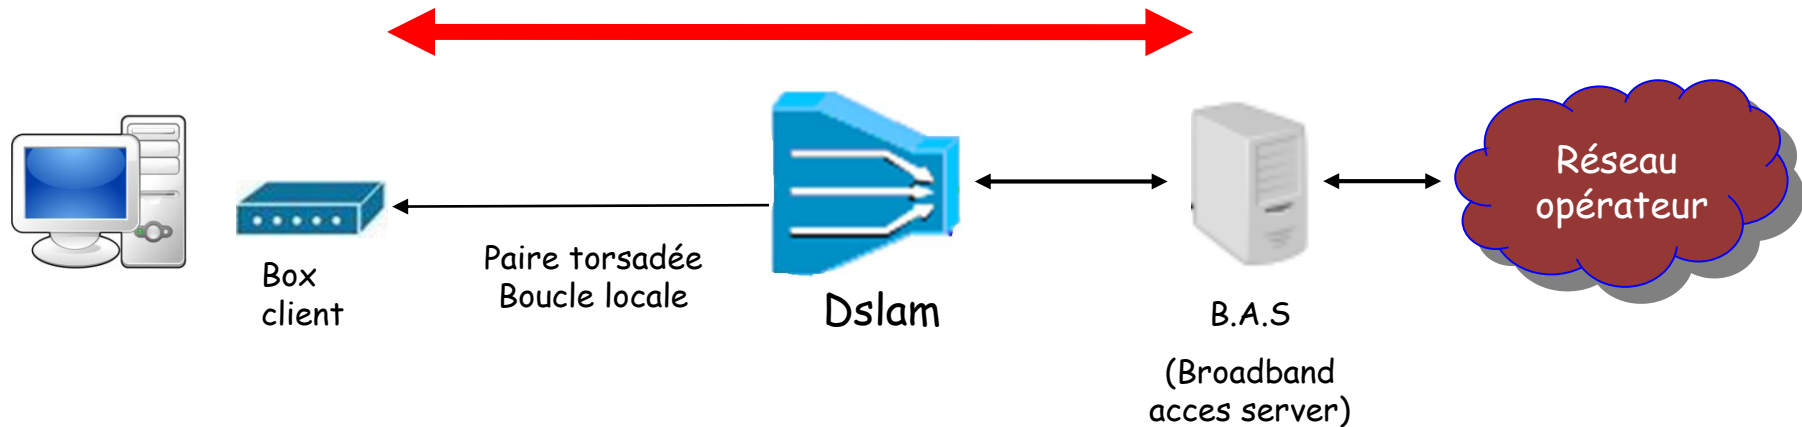 Box
client
Paire torsadée
Boucle locale
Dslam
B.A.S
(Broadband
acces server)
Réseau
opérateur